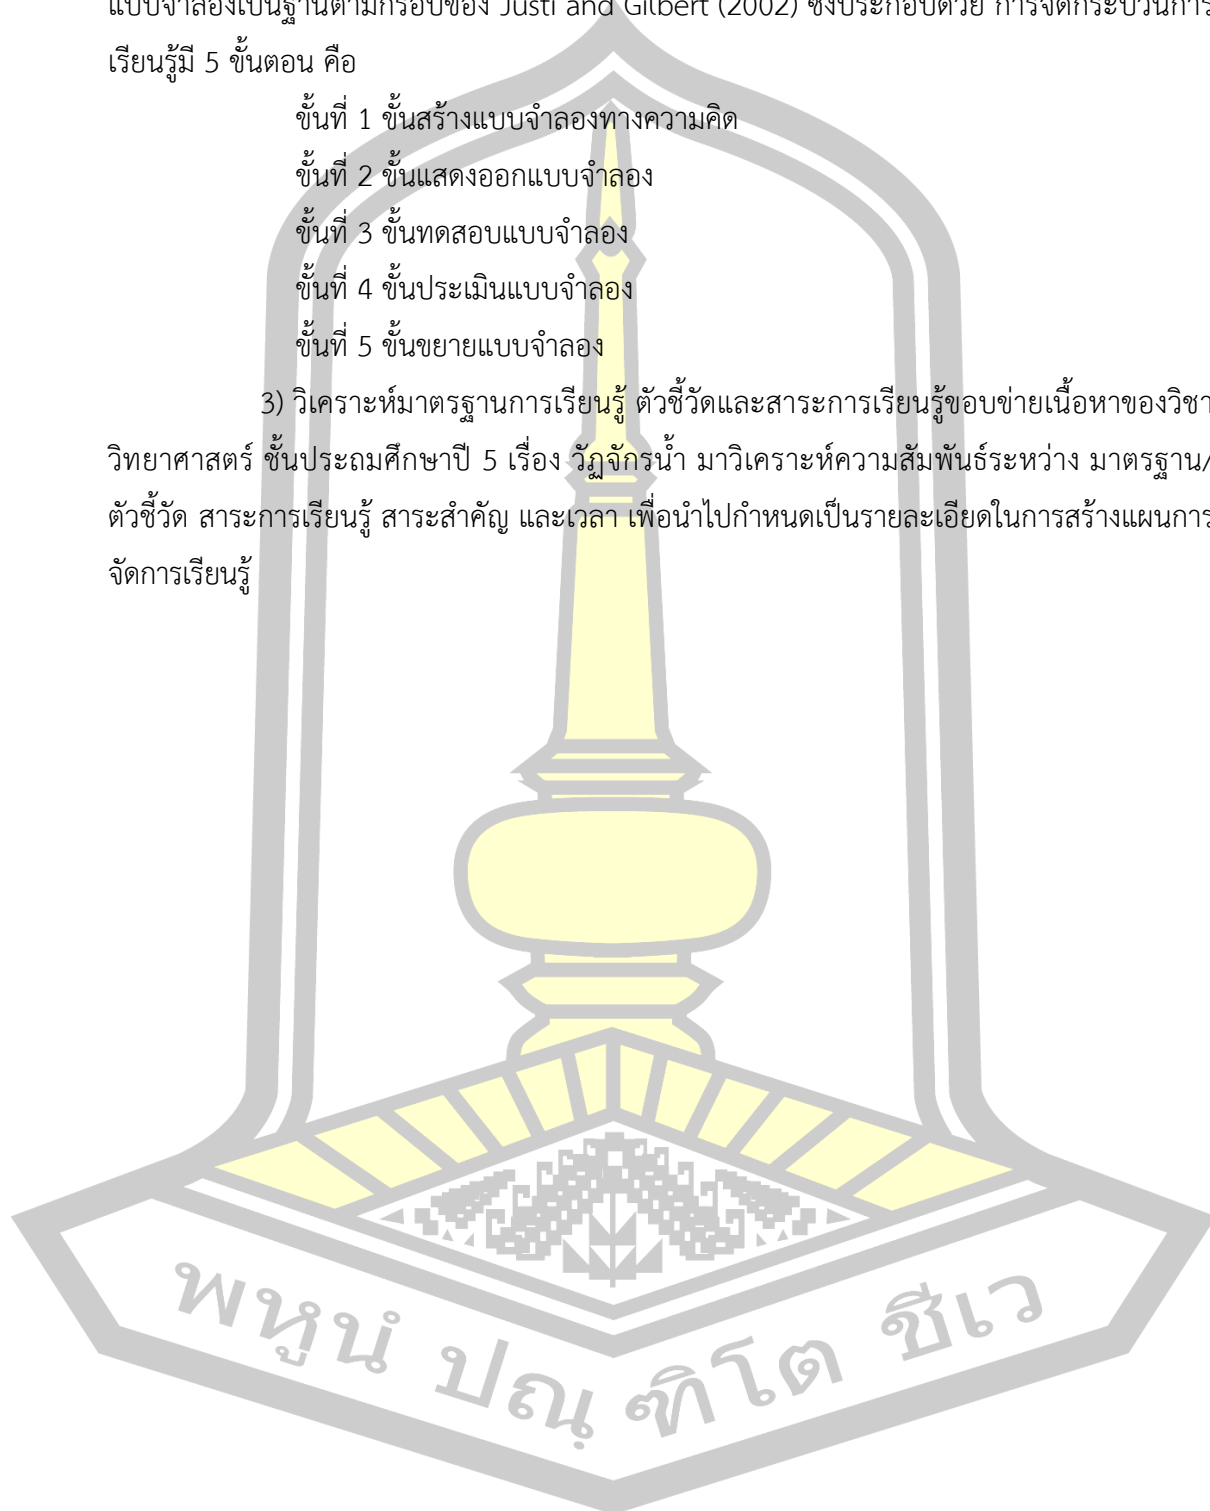 แบบจำลองเป็นฐานตามกรอบของ Justi and Gilbert (2002) ซึ่งประกอบด้วย การจัดกระบวนการ
เรียนรู้มี 5 ขั้นตอน คือ
ขั้นที่ 1 ขั้นสร้างแบบจำลองทางความคิด
ขั้นที่ 2 ขั้นแสดงออกแบบจำลอง
ขั้นที่ 3 ขั้นทดสอบแบบจำลอง
ขั้นที่ 4 ขั้นประเมินแบบจำลอง
ขั้นที่ 5 ขั้นขยายแบบจำลอง
3) วิเคราะห์มาตรฐานการเรียนรู้ ตัวชี้วัดและสาระการเรียนรู้ขอบข่ายเนื้อหาของวิชา
วิทยาศาสตร์ ชั้นประถมศึกษาปี 5 เรื่อง วัฏจักรน้ำ มาวิเคราะห์ความสัมพันธ์ระหว่าง มาตรฐาน/
ตัวชี้วัด สาระการเรียนรู้ สาระสำคัญ และเวลา เพื่อนำไปกำหนดเป็นรายละเอียดในการสร้างแผนการ
จัดการเรียนรู้
พหูนํ ปณฺ ฑิโต ชีเว